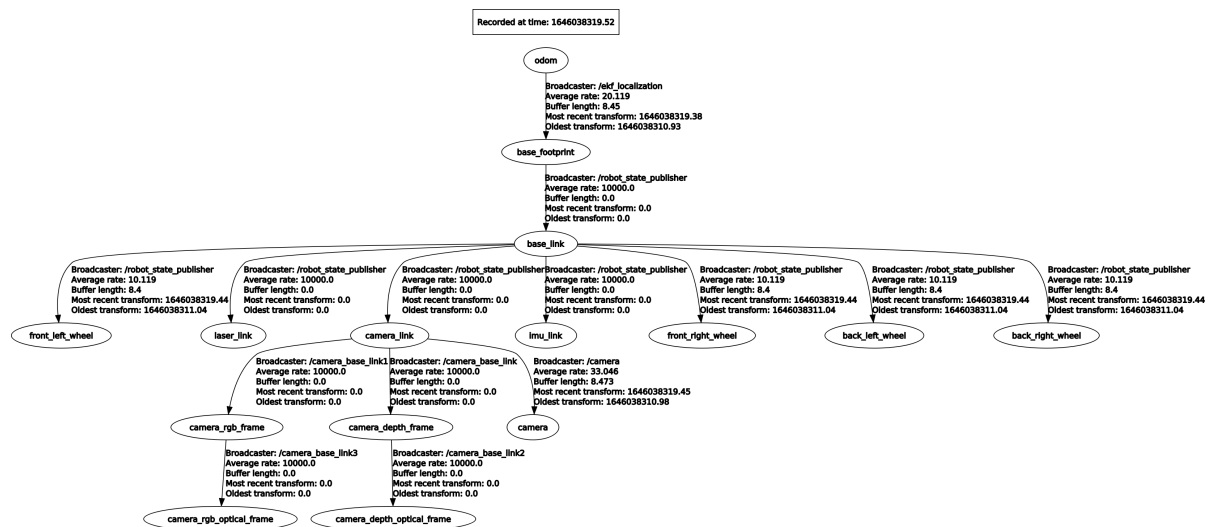 Recorded at time: 1646038319.52
odom
Broadcaster: /ekf_localization
Average rate: 20.119
Buffer length: 8.45
Most recent transform: 1646038319.38
Oldest transform: 1646038310.93
base_footprint
Broadcaster: /robot_state_publisher
Average rate: 10000.0
Buffer length: 0.0
Most recent transform: 0.0
Oldest transform: 0.0
base_link
Broadcaster: /robot_state_publisher
Average rate: 10.119
Buffer length: 8.4
Most recent transform: 1646038319.44
Oldest transform: 1646038311.04
Broadcaster: /robot_state_publisher
Average rate: 10000.0
Buffer length: 0.0
Most recent transform: 0.0
Oldest transform: 0.0
Broadcaster: /robot_state_publisher
Average rate: 10000.0
Buffer length: 0.0
Most recent transform: 0.0
Oldest transform: 0.0
Broadcaster: /robot_state_publisher
Average rate: 10000.0
Buffer length: 0.0
Most recent transform: 0.0
Oldest transform: 0.0
Broadcaster: /robot_state_publisher
Average rate: 10.119
Buffer length: 8.4
Most recent transform: 1646038319.44
Oldest transform: 1646038311.04
Broadcaster: /robot_state_publisher
Average rate: 10.119
Buffer length: 8.4
Most recent transform: 1646038319.44
Oldest transform: 1646038311.04
Broadcaster: /robot_state_publisher
Average rate: 10.119
Buffer length: 8.4
Most recent transform: 1646038319.44
Oldest transform: 1646038311.04
front_left_wheel
laser_link
camera_link
imu_link
front_right_wheel
back_left_wheel
back_right_wheel
Broadcaster: /camera_base_link1
Average rate: 10000.0
Buffer length: 0.0
Most recent transform: 0.0
Oldest transform: 0.0
Broadcaster: /camera_base_link
Average rate: 10000.0
Buffer length: 0.0
Most recent transform: 0.0
Oldest transform: 0.0
Broadcaster: /camera
Average rate: 33.046
Buffer length: 8.473
Most recent transform: 1646038319.45
Oldest transform: 1646038310.98
camera_rgb_frame
camera_depth_frame
camera
Broadcaster: /camera_base_link3
Average rate: 10000.0
Buffer length: 0.0
Most recent transform: 0.0
Oldest transform: 0.0
Broadcaster: /camera_base_link2
Average rate: 10000.0
Buffer length: 0.0
Most recent transform: 0.0
Oldest transform: 0.0
camera_rgb_optical_frame
camera_depth_optical_frame